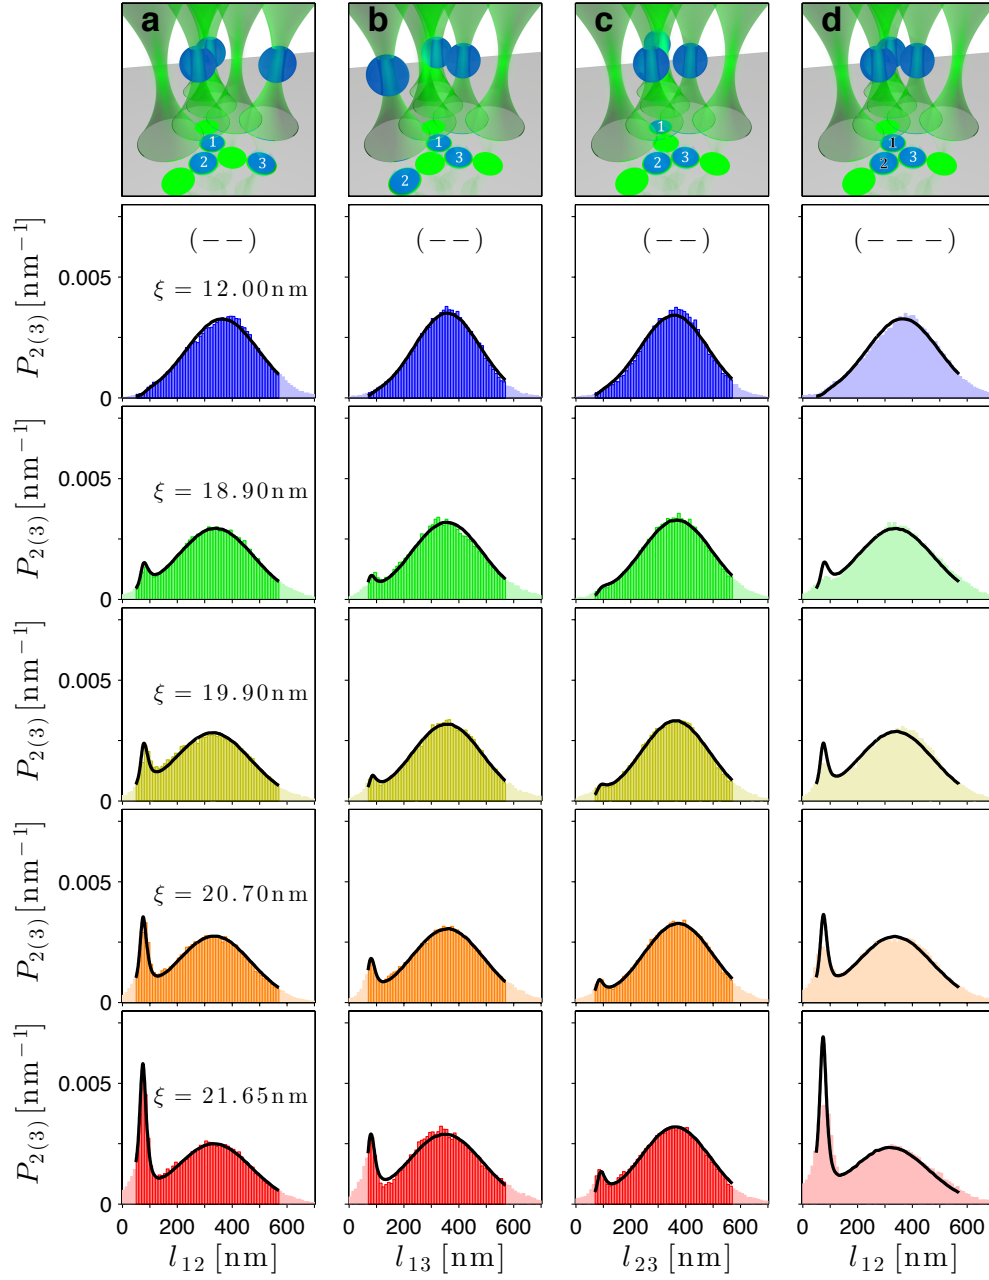 a b c d
1 1 1 1
2 3 2 3 2 3 2 3
(−−) (−−) (−−) (−−−)
P2(3) [nm−1]
0.005
ξ = 12.00nm
0
P2(3) [nm−1]
0.005
ξ = 18.90nm
0
P2(3) [nm−1]
0.005
ξ = 19.90nm
0
P2(3) [nm−1]
0.005
ξ = 20.70nm
0
P2(3) [nm−1]
0.005
ξ = 21.65nm
0
0 200 400 600 0 200 400 600 0 200 400 600 0 200 400 600
l12 [nm] l13 [nm] l23 [nm] l12 [nm]